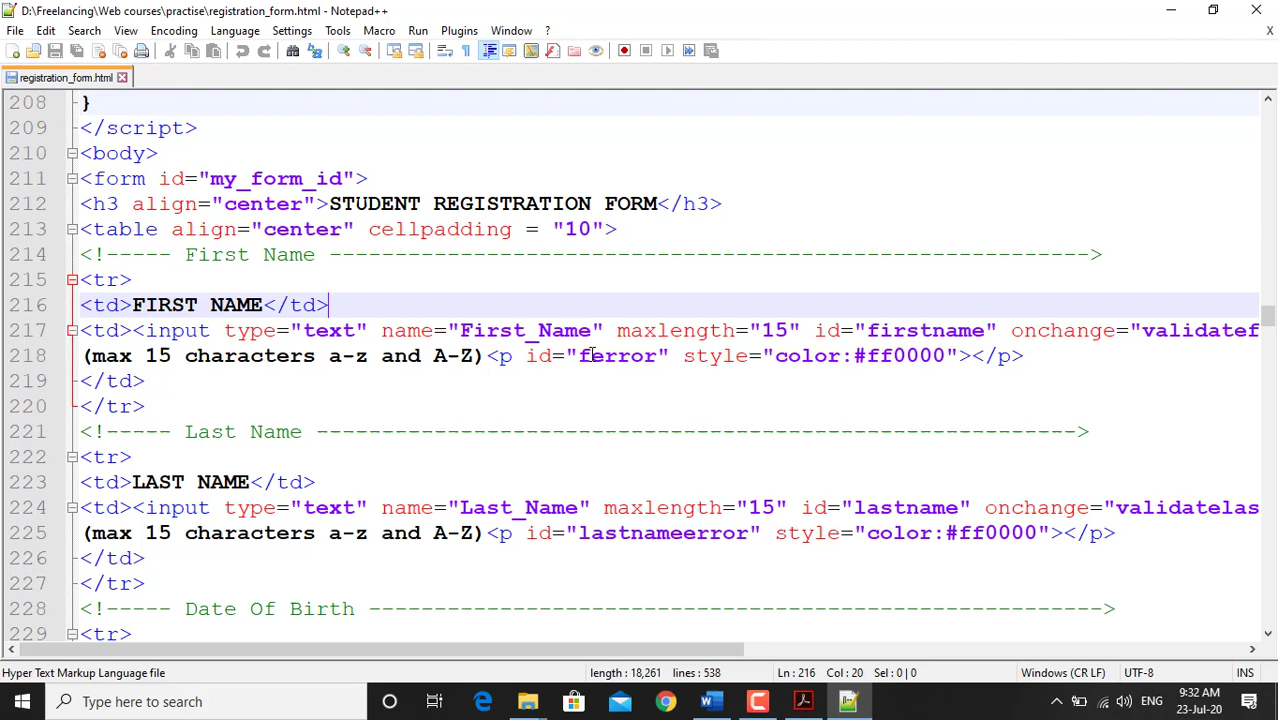 D:\Freelancing\Web courses\practise\registration_form.html - Notepad++
File Edit Search View Encoding Language Settings Tools Macro Run Plugins Window ? X
registration_form.html
208 }
209 </script>
210 <body>
211 <form id="my_form_id">
212 <h3 align="center">STUDENT REGISTRATION FORM</h3>
213 <table align="center" cellpadding = "10">
214 <!----- First Name ---------------------------------------------------------->
215 <tr>
216 <td>FIRST NAME</td>
217 <td><input type="text" name="First_Name" maxlength="15" id="firstname" onchange="validatef
218 (max 15 characters a-z and A-Z)<p id="ferror" style="color:#ff0000"></p>
219 </td>
220 </tr>
221 <!----- Last Name ---------------------------------------------------------->
222 <tr>
223 <td>LAST NAME</td>
224 <td><input type="text" name="Last_Name" maxlength="15" id="lastname" onchange="validatelas
225 (max 15 characters a-z and A-Z)<p id="lastnameerror" style="color:#ff0000"></p>
226 </td>
227 </tr>
228 <!----- Date Of Birth -------------------------------------------------------->
229 <tr>
Hyper Text Markup Language file length : 18,261 lines : 538 Ln : 216 Col : 20 Sel : 0 | 0 Windows (CR LF) UTF-8 INS
Type here to search ENG 9:32 AM
23-Jul-20